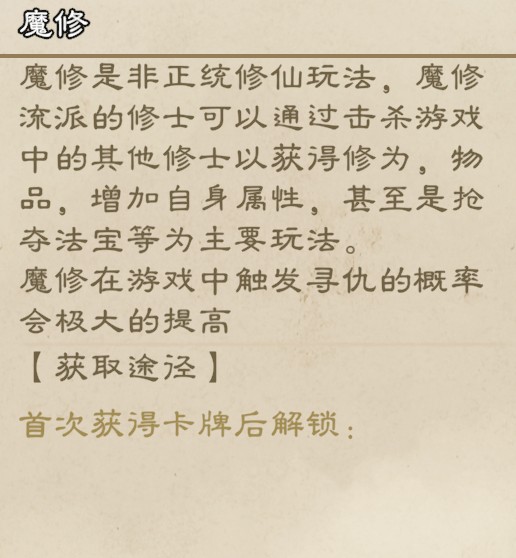 魔修
魔修是非正统修仙玩法，魔修
流派的修士可以通过击杀游戏
中的其他修士以获得修为，物
品，增加自身属性，甚至是抢
夺法宝等为主要玩法。
魔修在游戏中触发寻仇的概率
会极大的提高
【获取途径】
首次获得卡牌后解锁：